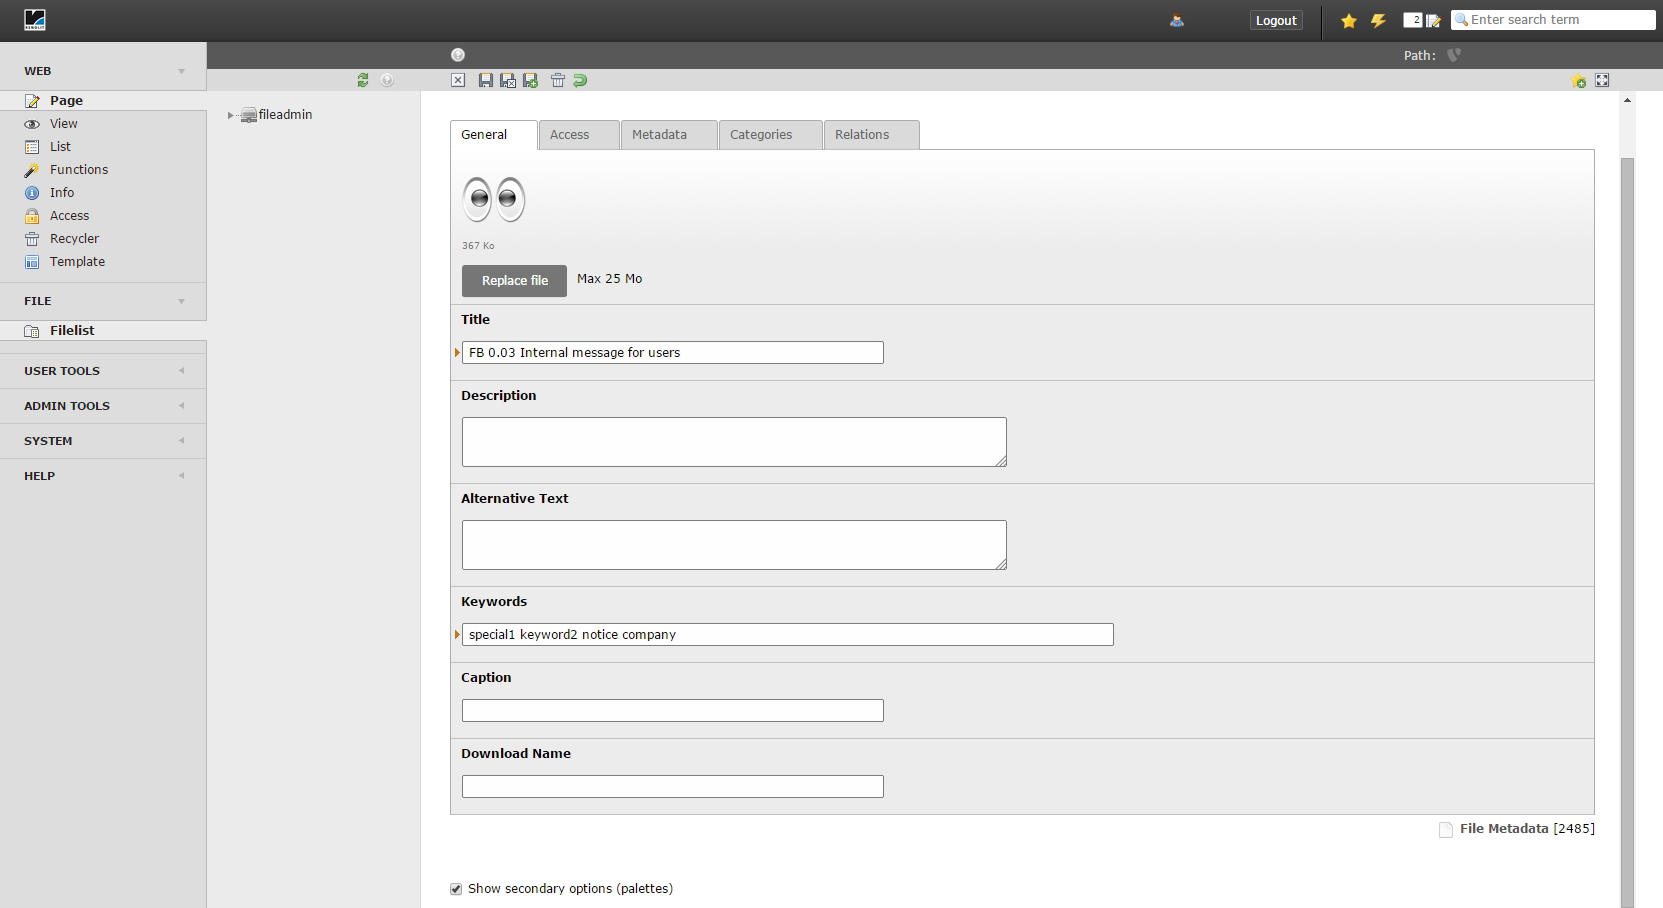 Logout
2
Enter search term
Path:
WEB
Page
View
List
Functions
Info
Access
Recycler
Template
FILE
Filelist
USER TOOLS
ADMIN TOOLS
SYSTEM
HELP
fileadmin
General Access Metadata Categories Relations
367 Ko
Replace file Max 25 Mo
Title
FB 0.03 Internal message for users
Description
Alternative Text
Keywords
special1 keyword2 notice company
Caption
Download Name
File Metadata [2485]
Show secondary options (palettes)